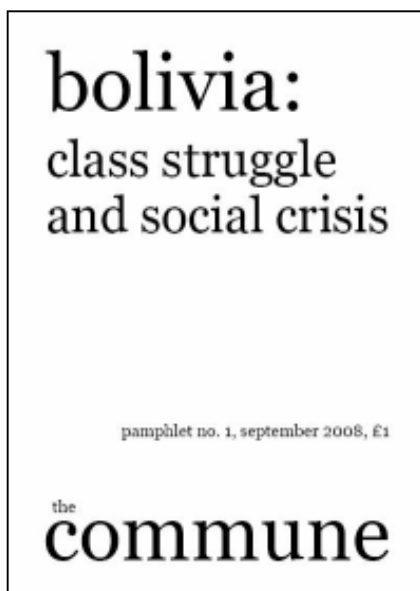 bolivia:
class struggle
and social crisis
pamphlet no. 1, september 2008, £1
the
commune